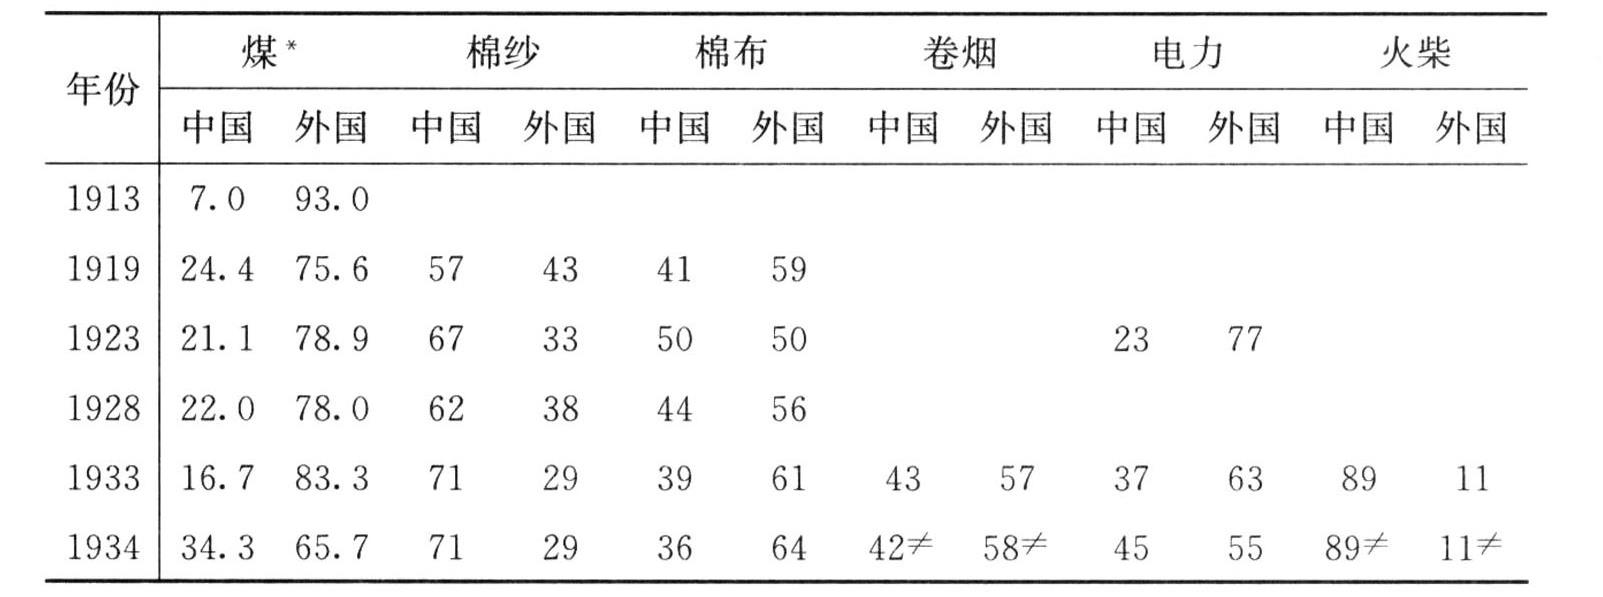 年份 煤* 棉纱 棉布 卷烟 电力 火柴
中国 外国 中国 外国 中国 外国 中国 外国 中国 外国 中国 外国
1913 7.0 93.0
1919 24.4 75.6 57 43 41 59
1923 21.1 78.9 67 33 50 50 23 77
1928 22.0 78.0 62 38 44 56
1933 16.7 83.3 71 29 39 61 43 57 37 63 89 11
1934 34.3 65.7 71 29 36 64 42≠ 58≠ 45 55 89≠ 11≠